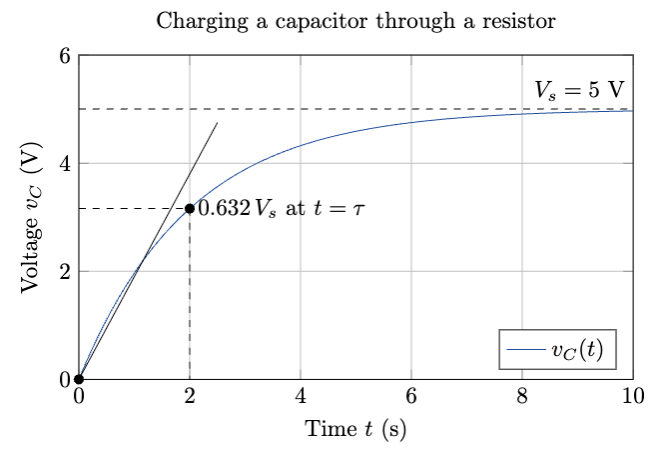 Charging a capacitor through a resistor
6
V_s = 5 V
4
0.632 V_s at t = τ
Voltage v_C (V)
2
v_C(t)
0
0
2
4
6
8
10
Time t (s)